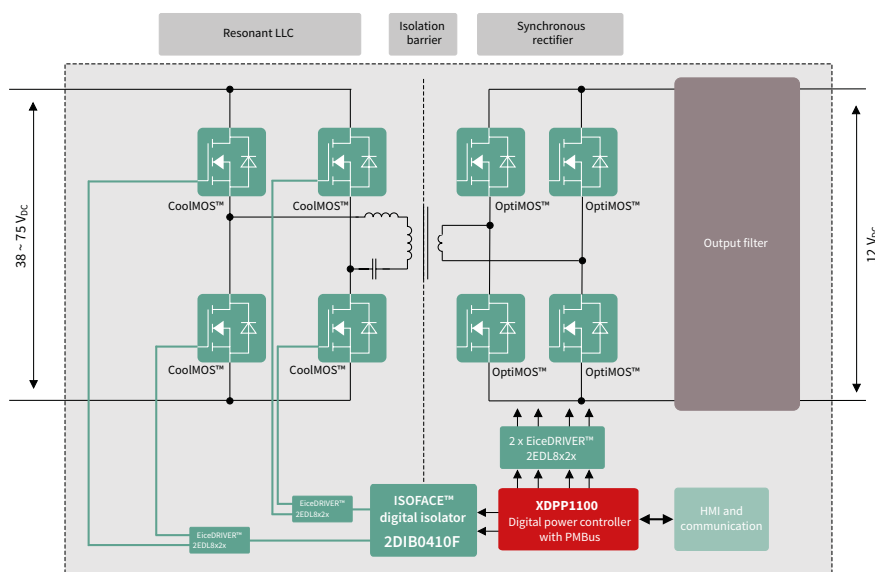 Resonant LLC
Isolation
barrier
Synchronous
rectifier
38 ~ 75 VDC
CoolMOS™
CoolMOS™
OptiMOS™
OptiMOS™
Output filter
12 VDC
CoolMOS™
CoolMOS™
OptiMOS™
OptiMOS™
2 x EiceDRIVER™
2EDL8x2x
EiceDRIVER™
2EDL8x2x
ISOFACE™
digital isolator
2DIB0410F
XDPP1100
Digital power controller
with PMBus
HMI and
communication
EiceDRIVER™
2EDL8x2x